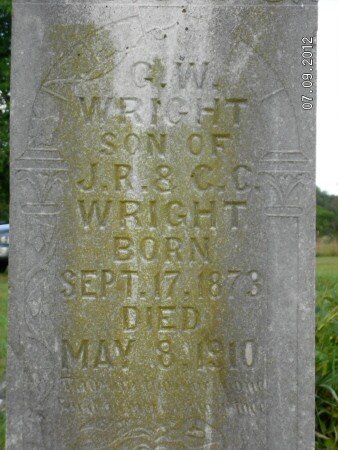 07.09.2012
G.W.
WRIGHT
SON OF
J.R. & C.C.
WRIGHT
BORN
SEPT. 17. 1873
DIED
MAY 8. 1910